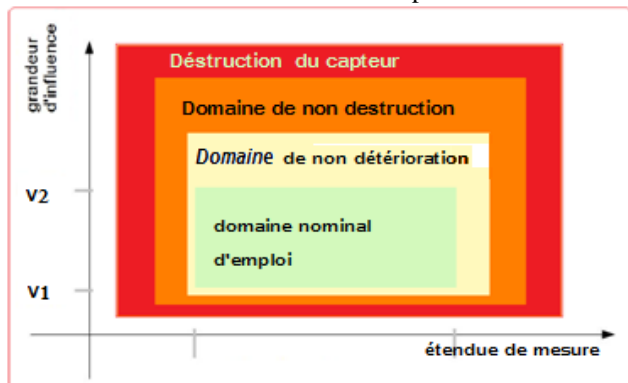 grandeur
d'influence
Déstruction du capteur
Domaine de non destruction
Domaine de non détérioration
V2
domaine nominal
d'emploi
V1
étendue de mesure